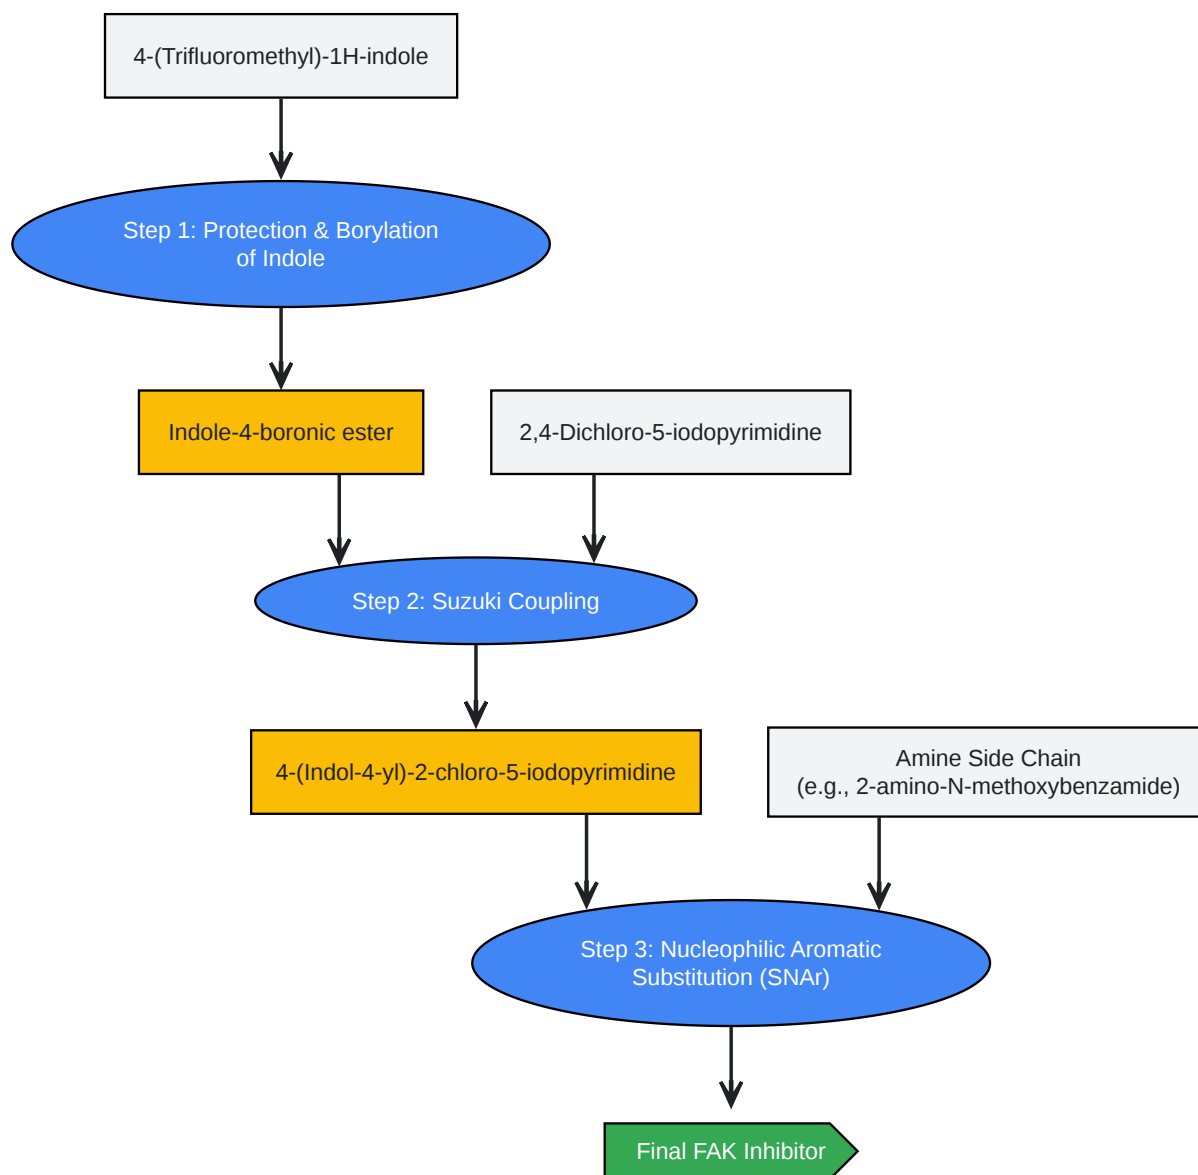 4-(Trifluoromethyl)-1H-indole
Step 1: Protection & Borylation
of Indole
Indole-4-boronic ester
2,4-Dichloro-5-iodopyrimidine
Step 2: Suzuki Coupling
4-(Indol-4-yl)-2-chloro-5-iodopyrimidine
Amine Side Chain
(e.g., 2-amino-N-methoxybenzamide)
Step 3: Nucleophilic Aromatic
Substitution (SNAr)
Final FAK Inhibitor